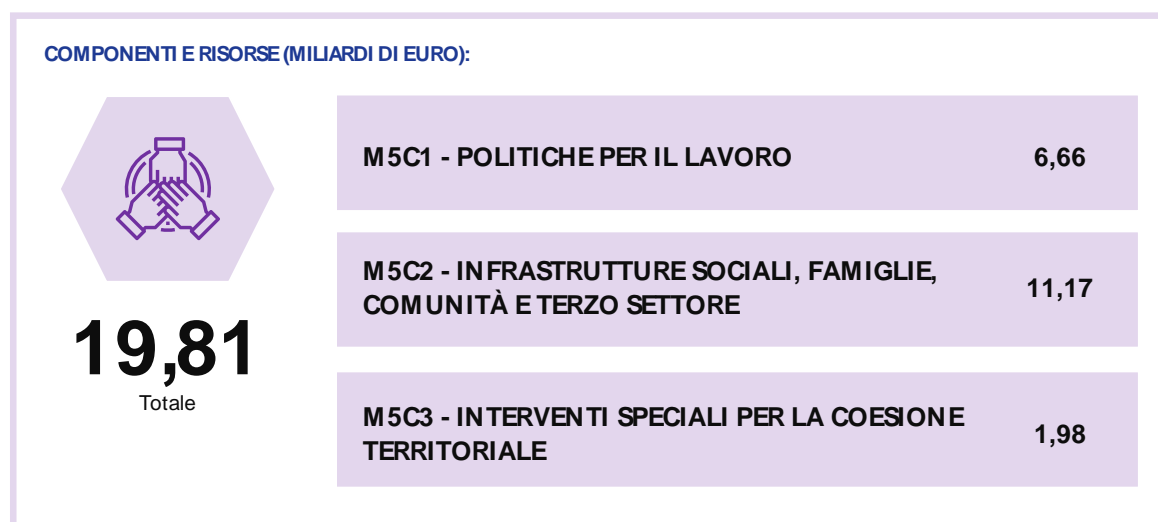 COMPONENTI E RISORSE (MILIARDI DI EURO):
M5C1 - POLITICHE PER IL LAVORO 6,66
M5C2 - INFRASTRUTTURE SOCIALI, FAMIGLIE,
COMUNITÀ E TERZO SETTORE
11,17
19,81
Totale
M5C3 - INTERVENTI SPECIALI PER LA COESIONE
TERRITORIALE
1,98